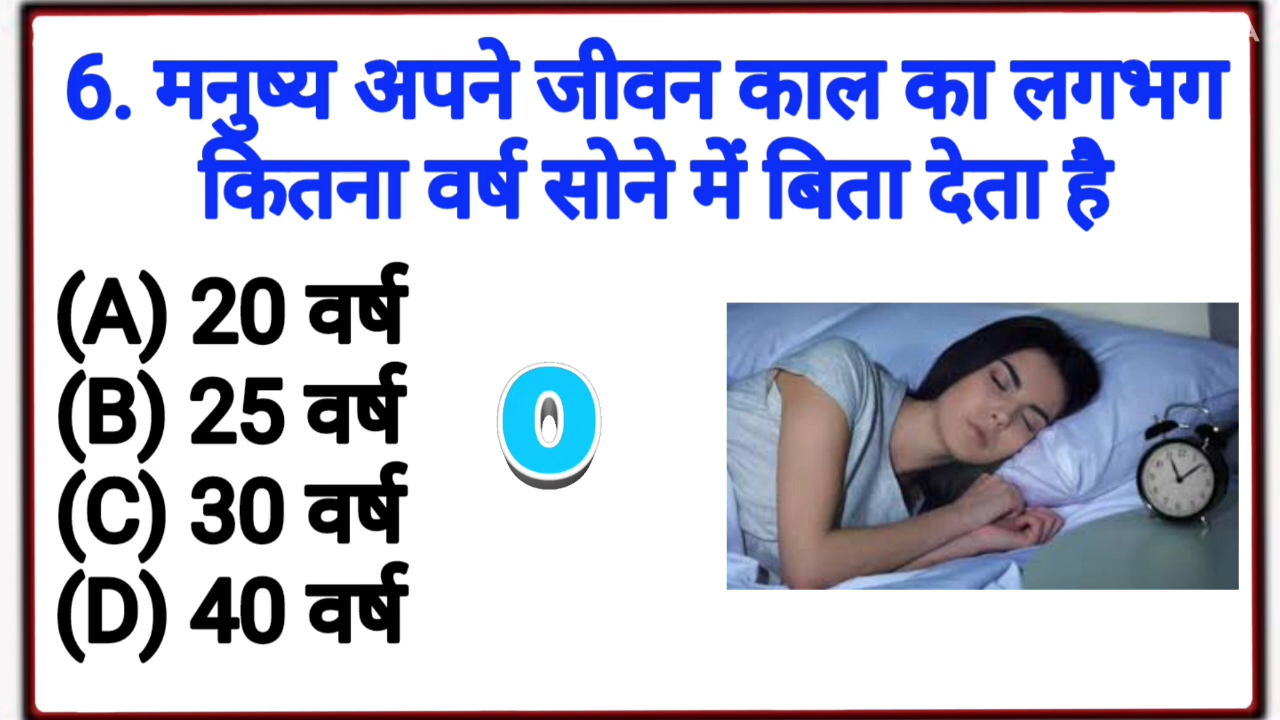 6. मनुष्य अपने जीवन काल का लगभग
कितना वर्ष सोने में बिता देता है
(A) 20 वर्ष
(B) 25 वर्ष
0
(C) 30 वर्ष
(D) 40 वर्ष